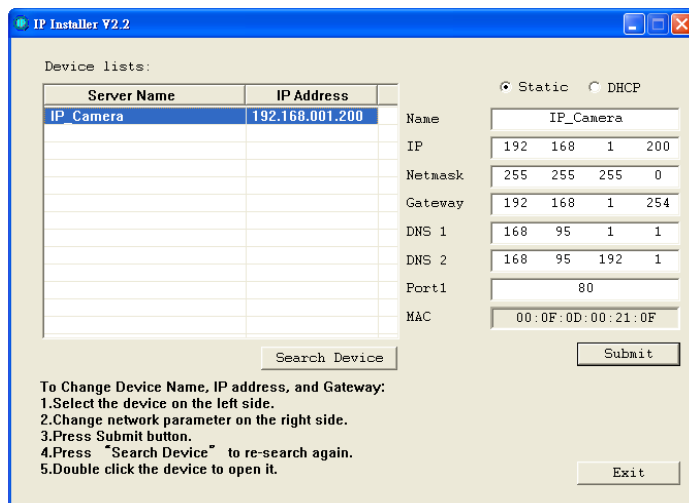 IP Installer V2.2
Device lists:
Server Name IP Address
IP_Camera 192.168.001.200
Static DHCP
Name IP_Camera
IP 192 168 1 200
Netmask 255 255 255 0
Gateway 192 168 1 254
DNS 1 168 95 1 1
DNS 2 168 95 192 1
Port1 80
MAC 00:0F:0D:00:21:0F
Search Device
Submit
To Change Device Name, IP address, and Gateway:
1.Select the device on the left side.
2.Change network parameter on the right side.
3.Press Submit button.
4.Press “Search Device” to re-search again.
5.Double click the device to open it.
Exit